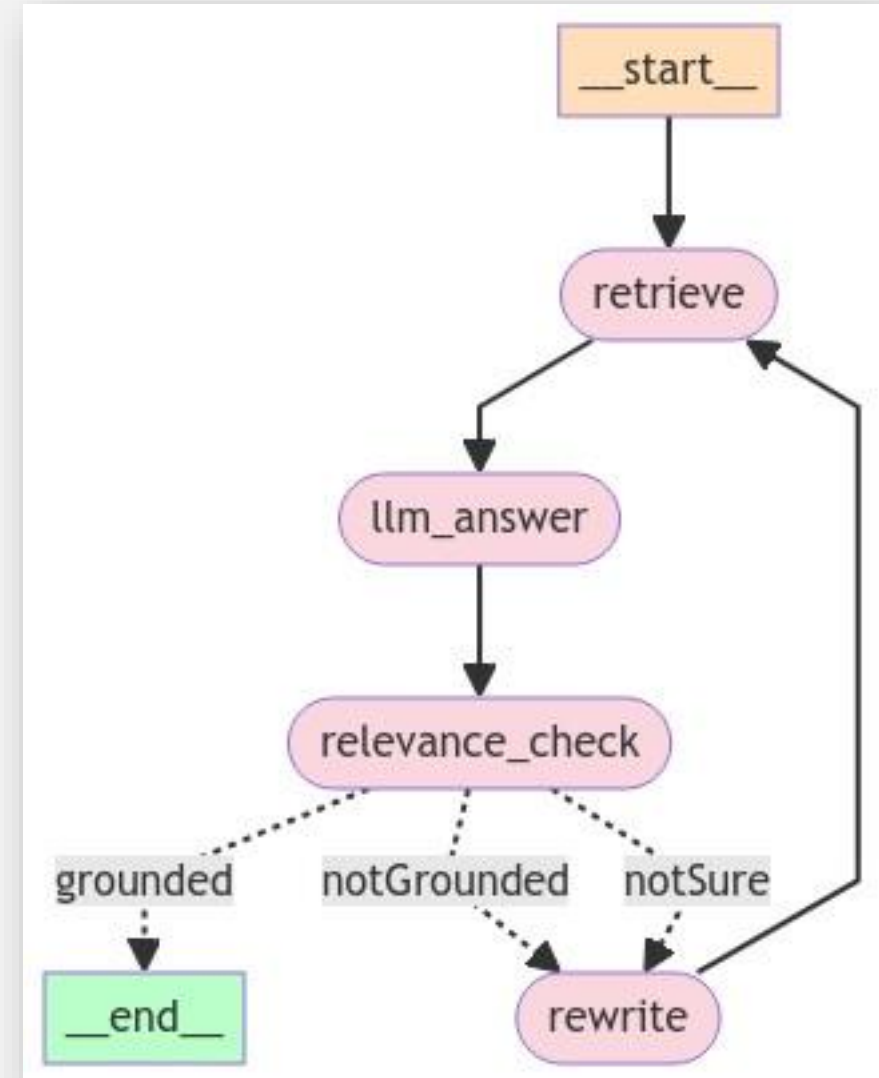 __start__
retrieve
llm_answer
relevance_check
grounded
notGrounded
notSure
__end__
rewrite